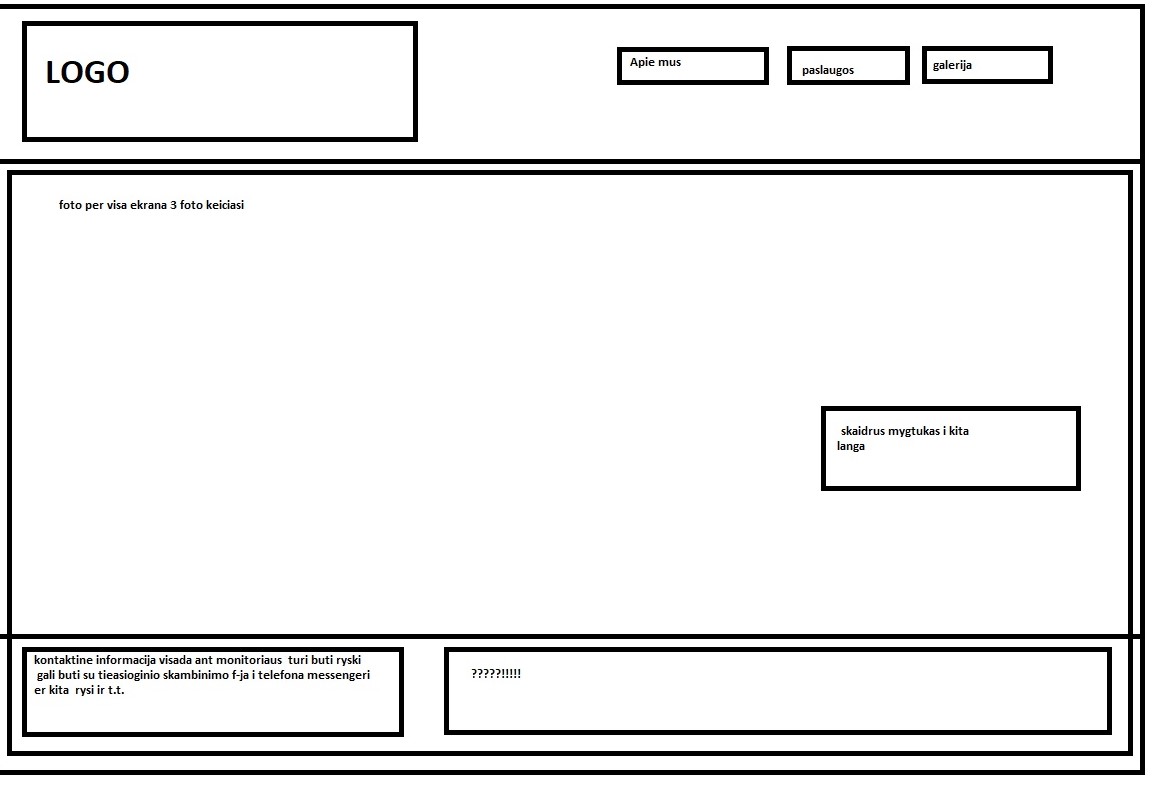 LOGO
Apie mus
paslaugos
galerija
foto per visa ekrana 3 foto keiciasi
skaidrus mygtukas i kita
langa
kontaktine informacija visada ant monitoriaus turi buti ryski
gali buti su tieasioginio skambinimo f-ja i telefona messengeri
er kita rysi ir t.t.
?????!!!!!